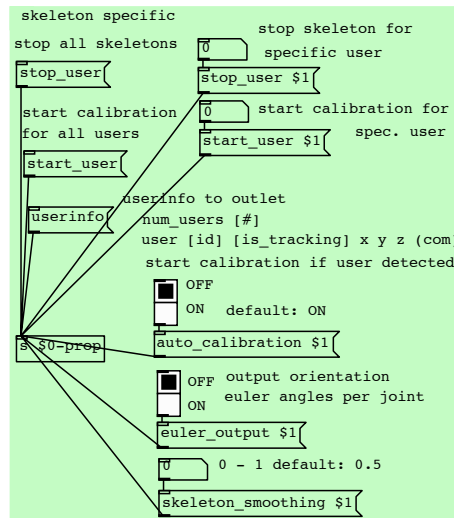 skeleton specific
stop all skeletons
stop_user
stop skeleton for
specific user
0
stop_user $1
start calibration
for all users
start_user
0
start calibration for
spec. user
start_user $1
userinfo to outlet
userinfo
num_users [#]
user [id] [is_tracking] x y z (com)
start calibration if user detected
OFF
ON
default: ON
s $0-prop
auto_calibration $1
OFF
ON
output orientation
euler angles per joint
euler_output $1
0
0 - 1 default: 0.5
skeleton_smoothing $1